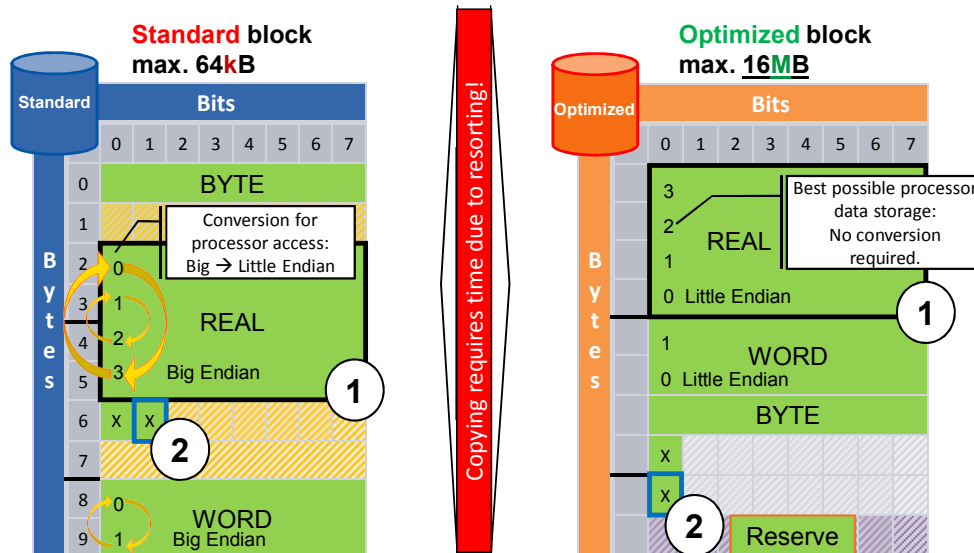 Standard block
max. 64kB
Standard
Bits
0 1 2 3 4 5 6 7
Bytes
0 BYTE
1
Conversion for
processor access:
Big → Little Endian
2 0
3 1
REAL
4 2
5 3 Big Endian
1
6 x x
2
7
8 0
WORD
9 1 Big Endian
Copying requires time due to resorting!
Optimized block
max. 16MB
Optimized
Bits
0 1 2 3 4 5 6 7
Bytes
3
Best possible processor
data storage:
No conversion
required.
2
REAL
1
0 Little Endian
1
1
WORD
0 Little Endian
BYTE
x
x
2
Reserve